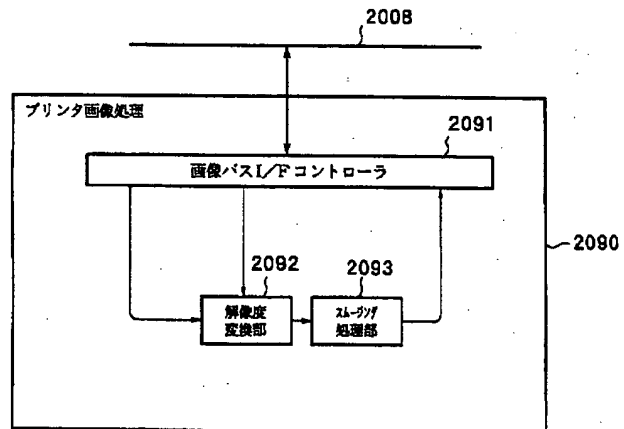 2008
プリンタ画像処理
2091
画像バスI/Fコントローラ
2090
2092
2093
解像度
変換部
スムージング
処理部